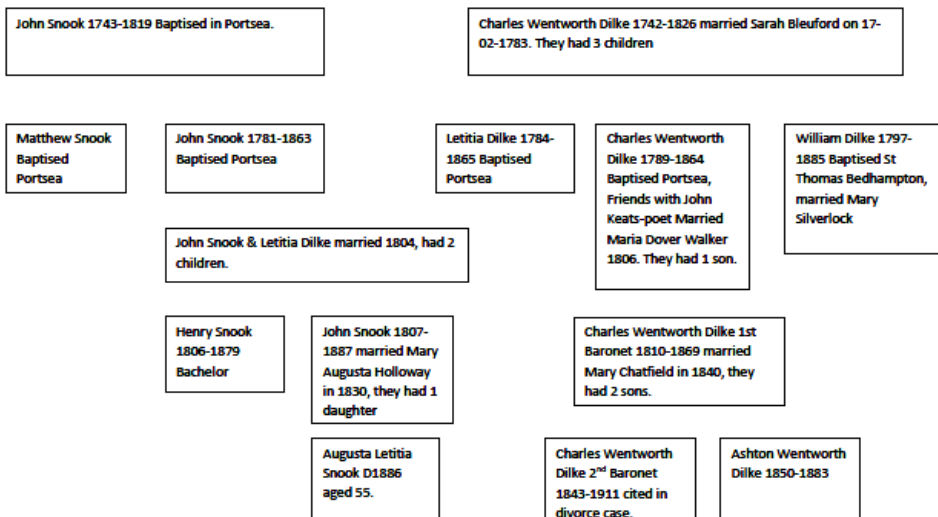 John Snook 1743-1819 Baptised in Portsea.
Charles Wentworth Dilke 1742-1826 married Sarah Bleuford on 17-
02-1783. They had 3 children
Matthew Snook
Baptised
Portsea
John Snook 1781-1863
Baptised Portsea
Letitia Dilke 1784-
1865 Baptised
Portsea
Charles Wentworth
Dilke 1789-1864
Baptised Portsea,
Friends with John
Keats-poet Married
Maria Dover Walker
1806. They had 1 son.
William Dilke 1797-
1885 Baptised St
Thomas Bedhampton,
married Mary
Silverlock
John Snook & Letitia Dilke married 1804, had 2
children.
Henry Snook
1806-1879
Bachelor
John Snook 1807-
1887 married Mary
Augusta Holloway
in 1830, they had 1
daughter
Charles Wentworth Dilke 1st
Baronet 1810-1869 married
Mary Chatfield in 1840, they
had 2 sons.
Augusta Letitia
Snook D1886
aged 55.
Charles Wentworth
Dilke 2nd Baronet
1843-1911 cited in
divorce case.
Ashton Wentworth
Dilke 1850-1883